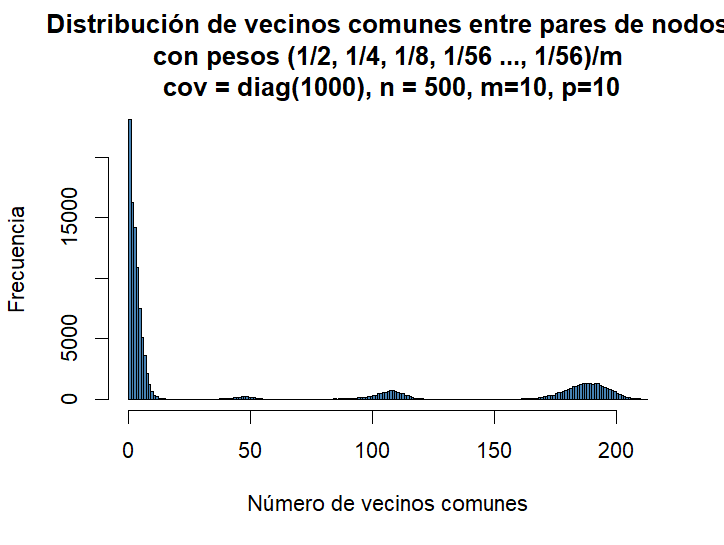 Distribución de vecinos comunes entre pares de nodos
con pesos (1/2, 1/4, 1/8, 1/56 ..., 1/56)/m
cov = diag(1000), n = 500, m=10, p=10
Frecuencia
15000
5000
0
0
50
100
150
200
Número de vecinos comunes